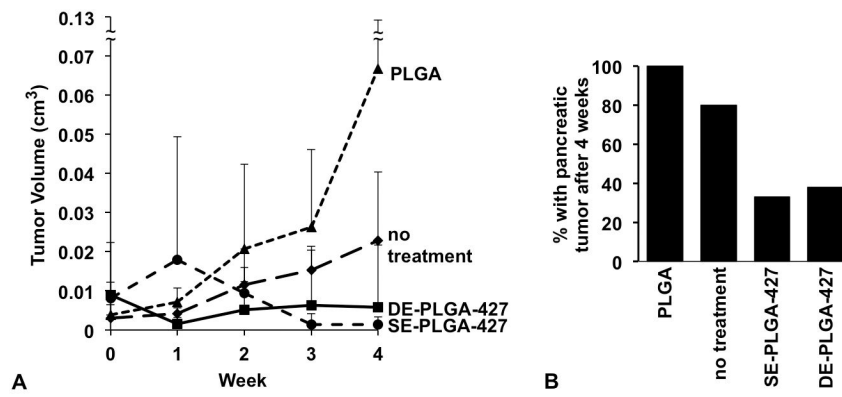 0.13
0.07
0.06
0.05
0.04
0.03
0.02
0.01
0
Tumor Volume (cm³)
0 1 2 3 4
Week
PLGA
no
treatment
DE-PLGA-427
SE-PLGA-427
A
100
80
60
40
20
0
% with pancreatic
tumor after 4 weeks
PLGA
no treatment
SE-PLGA-427
DE-PLGA-427
B